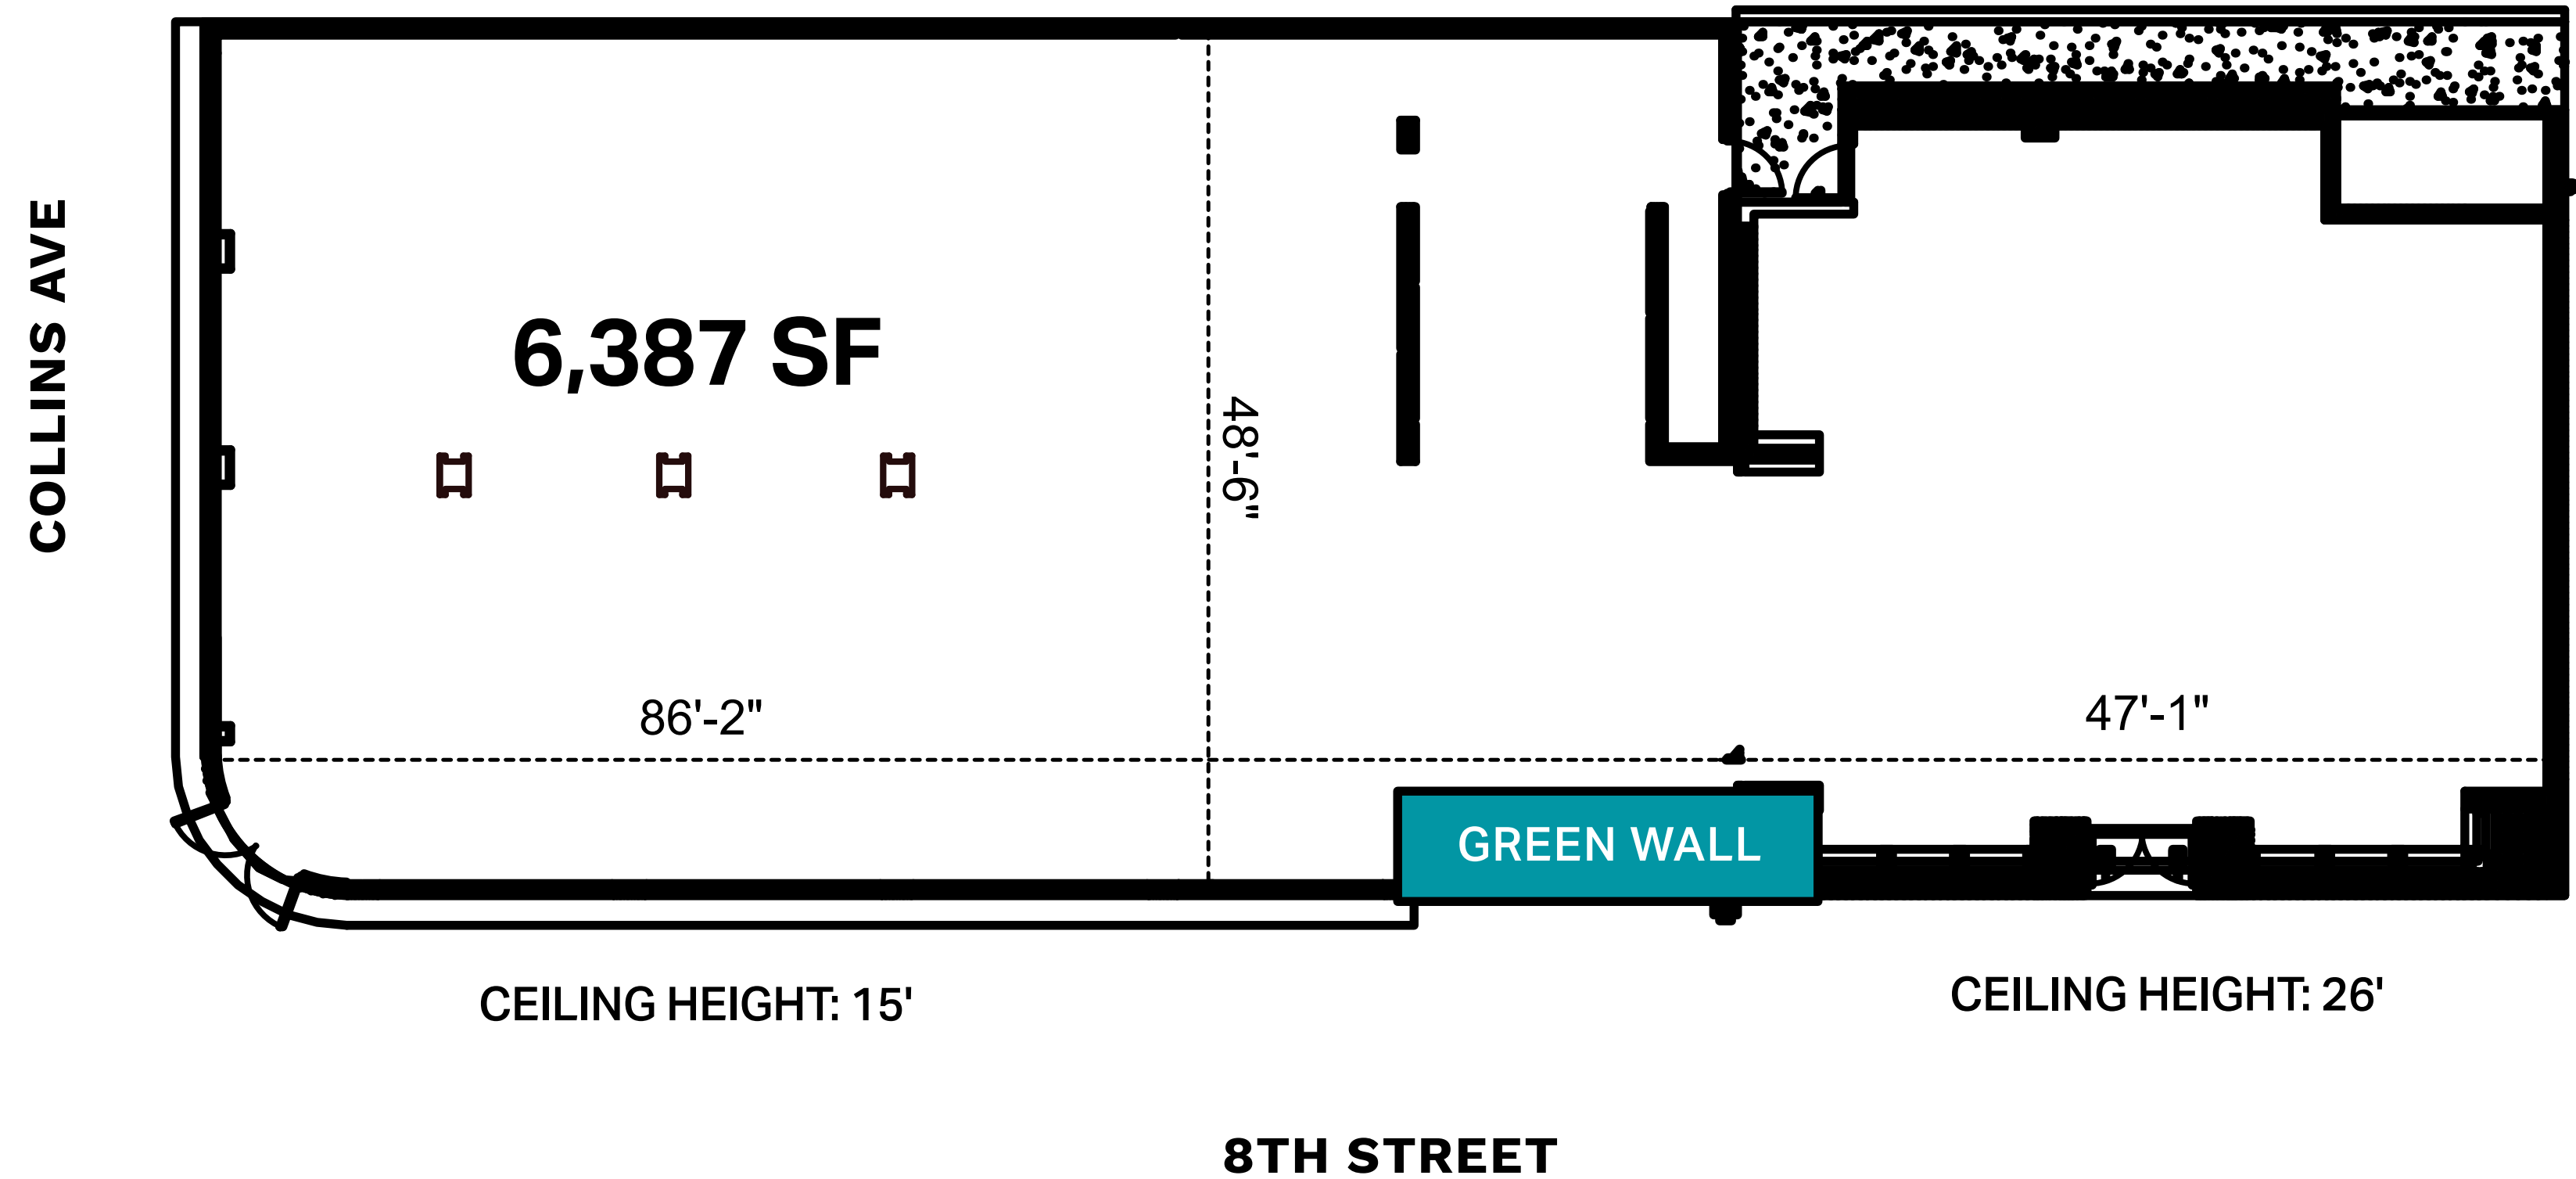 COLLINS AVE
6,387 SF
48'-6"
86'-2"
47'-1"
GREEN WALL
CEILING HEIGHT: 15'
CEILING HEIGHT: 26'
8TH STREET